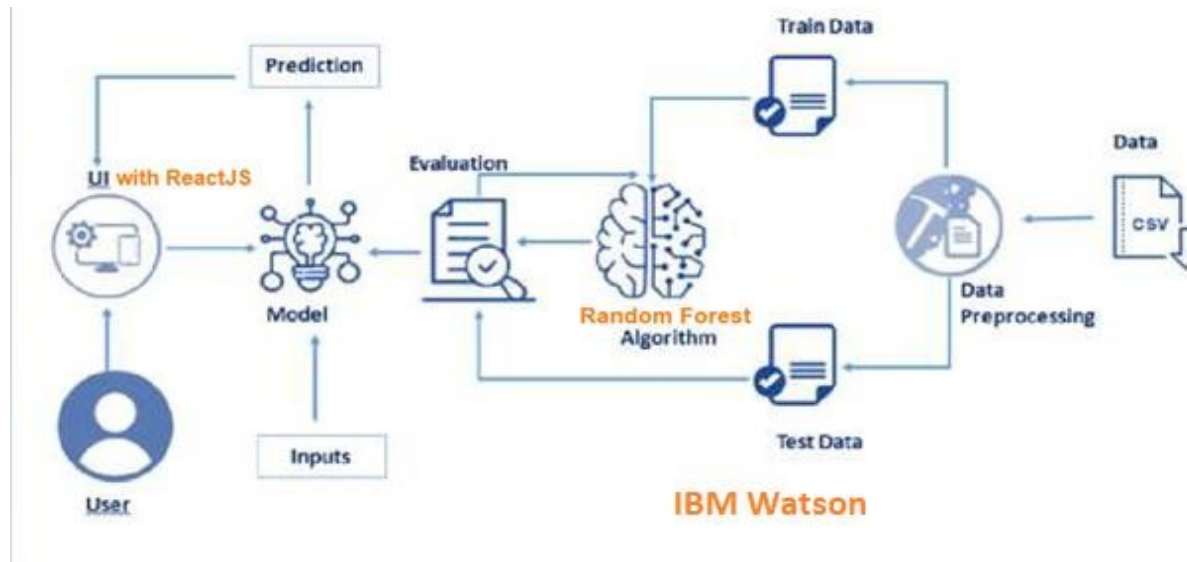 Train Data
Prediction
Evaluation
Data
UI with ReactJS
CSV
Model
Random Forest
Algorithm
Data
Preprocessing
Inputs
Test Data
User
IBM Watson